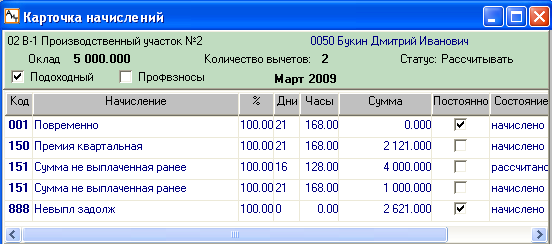 Карточка начислений
02 В-1 Производственный участок №2 0050 Букин Дмитрий Иванович
Оклад 5 000.000 Количество вычетов: 2 Статус: Рассчитывать
Подоходный Профвзносы Март 2009
Код Начисление % Дни Часы Сумма Постоянно Состояние
001 Повременно 100.00 21 168.00 0.000 начислено
150 Премия квартальная 100.00 21 168.00 2 121.000 начислено
151 Сумма не выплаченная ранее 100.00 16 128.00 4 000.000 рассчитано
151 Сумма не выплаченная ранее 100.00 21 168.00 1 000.000 начислено
888 Невыпл задолж 100.00 0 0.00 2 621.000 начислено